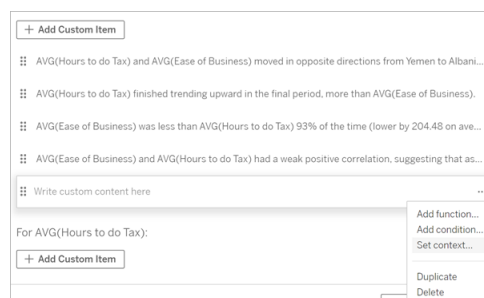 + Add Custom Item
AVG(Hours to do Tax) and AVG(Ease of Business) moved in opposite directions from Yemen to Albani...
AVG(Hours to do Tax) finished trending upward in the final period, more than AVG(Ease of Business).
AVG(Ease of Business) was less than AVG(Hours to do Tax) 93% of the time (lower by 204.48 on ave...
AVG(Ease of Business) and AVG(Hours to do Tax) had a weak positive correlation, suggesting that as...
Write custom content here
Add function...
Add condition...
Set context...
For AVG(Hours to do Tax):
+ Add Custom Item
Duplicate
Delete